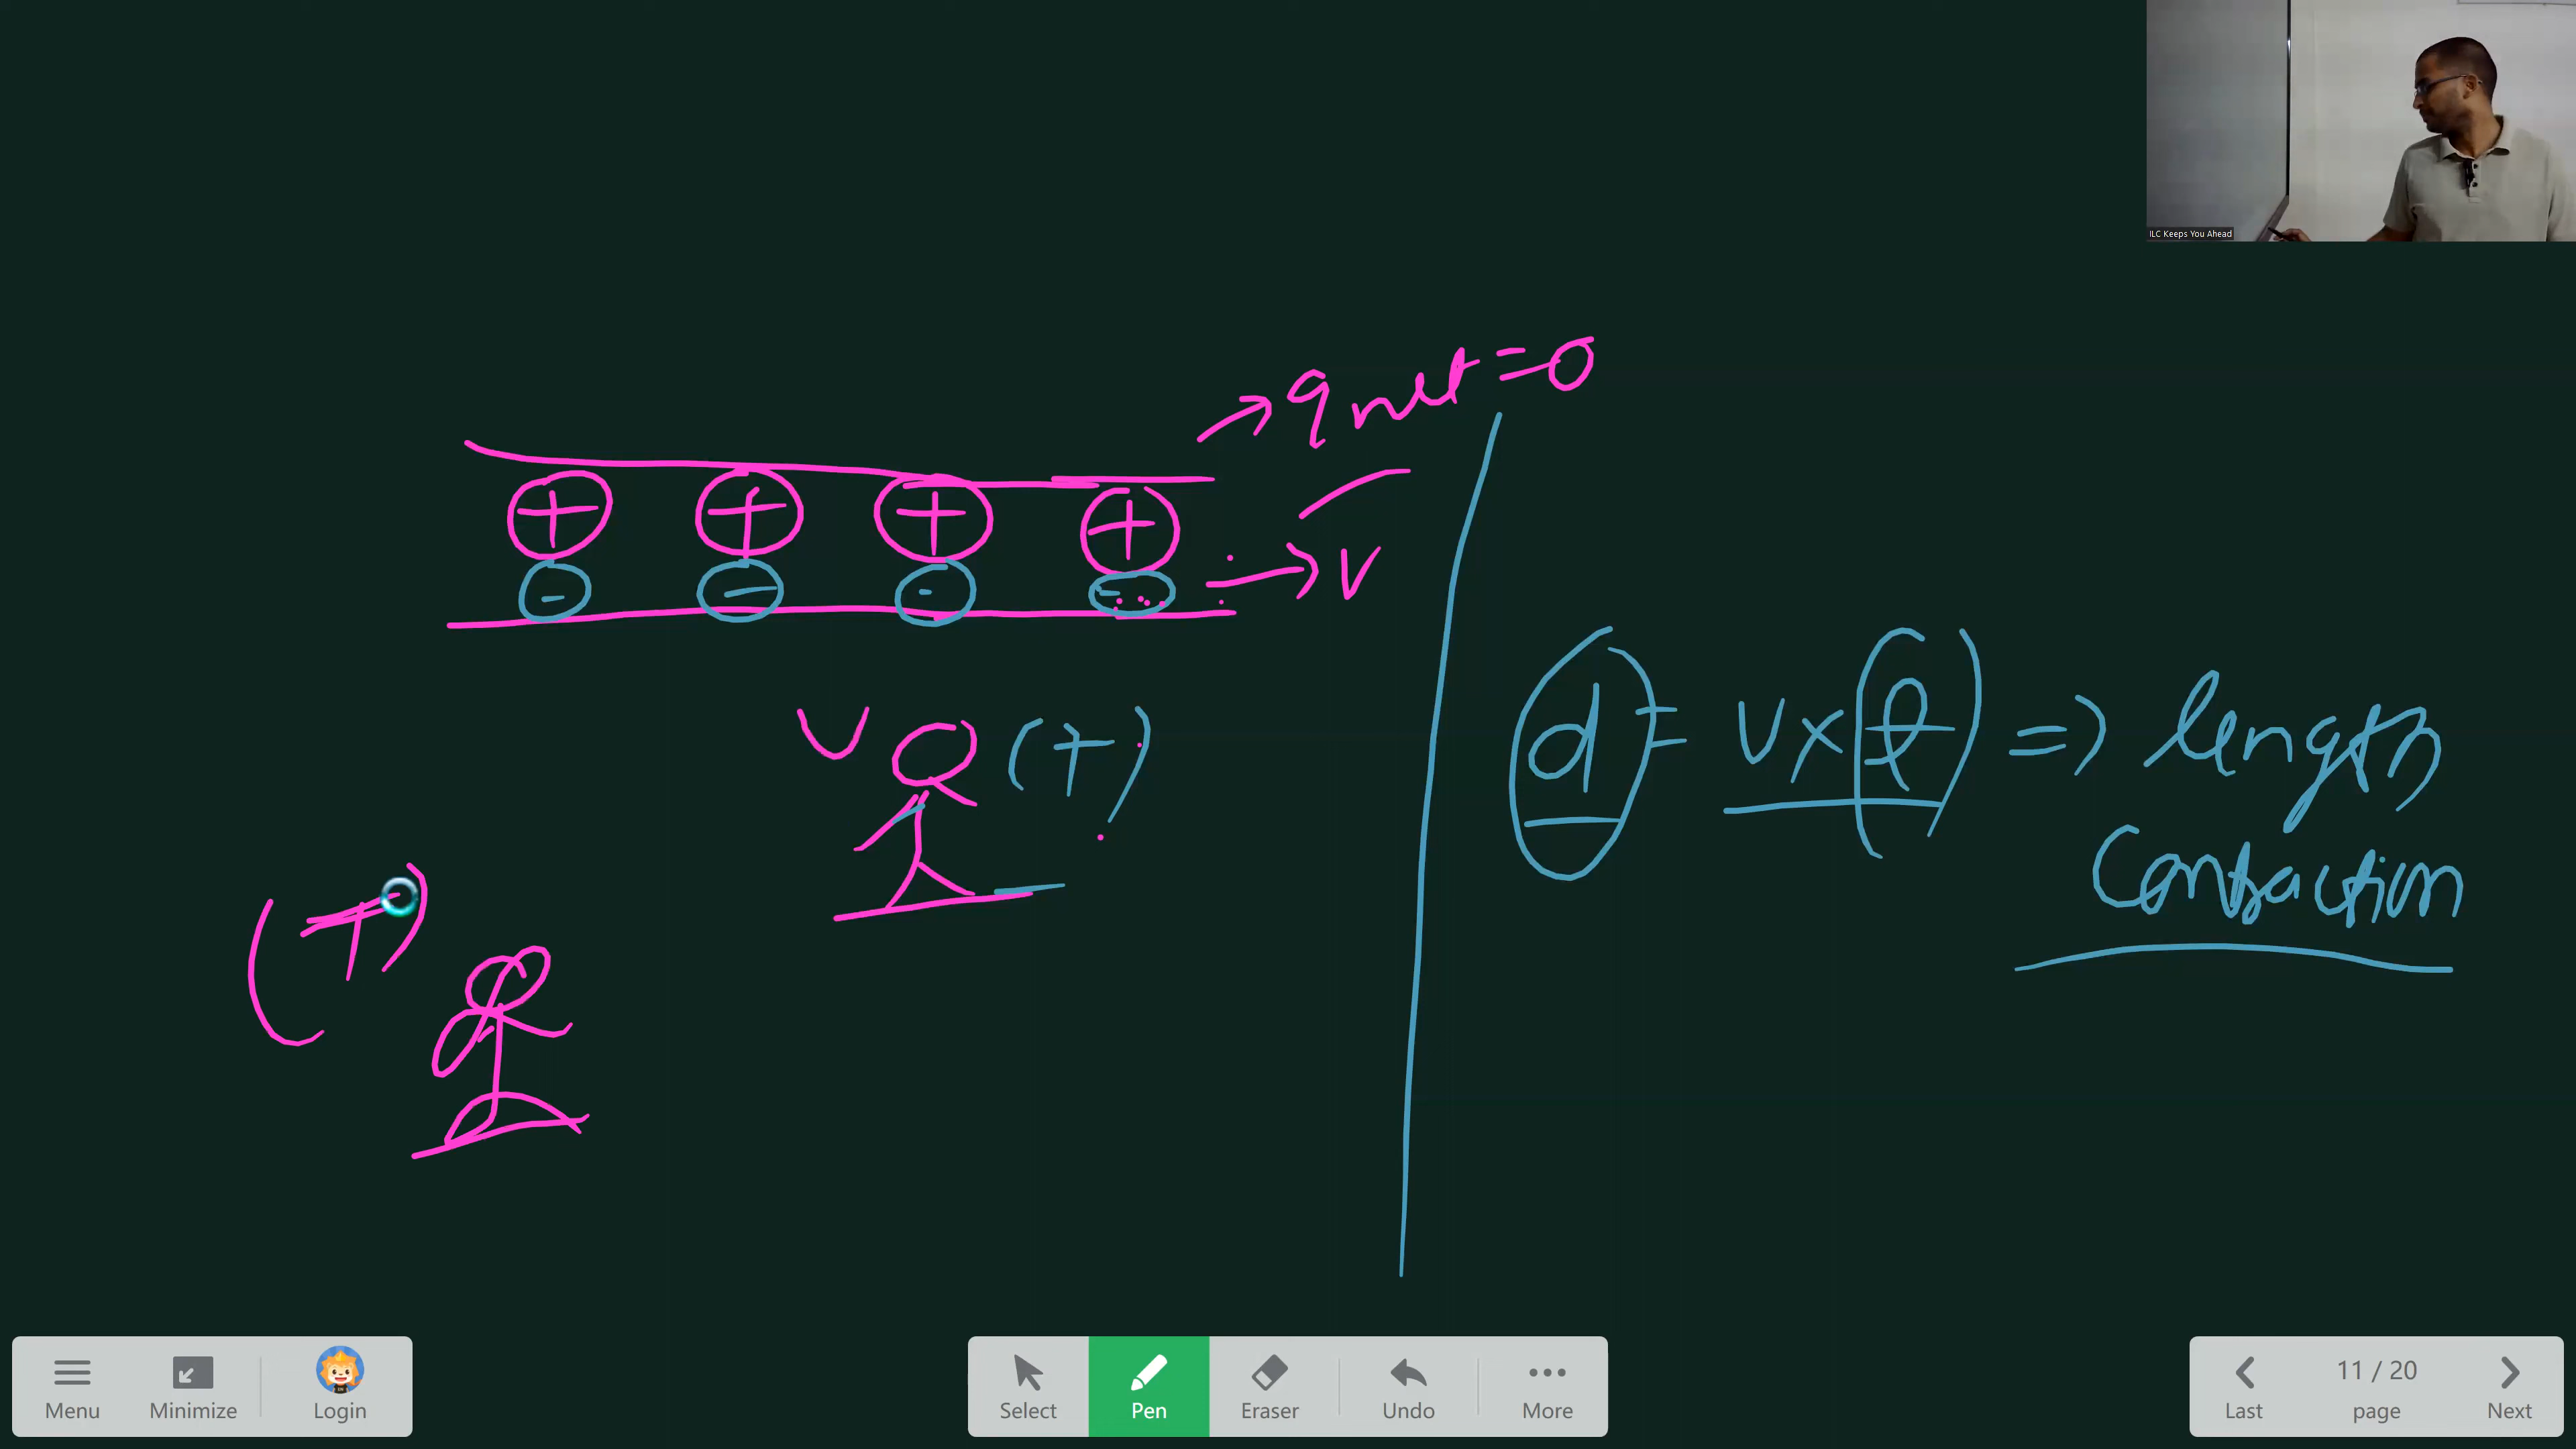 ILC Keeps You Ahead
→ q net = 0
+ + + +
- - - - → V
V (T)
d = v × (t) => length
Contraction
(T)
Menu Minimize Login
Select Pen Eraser Undo More
11 / 20
Last page Next